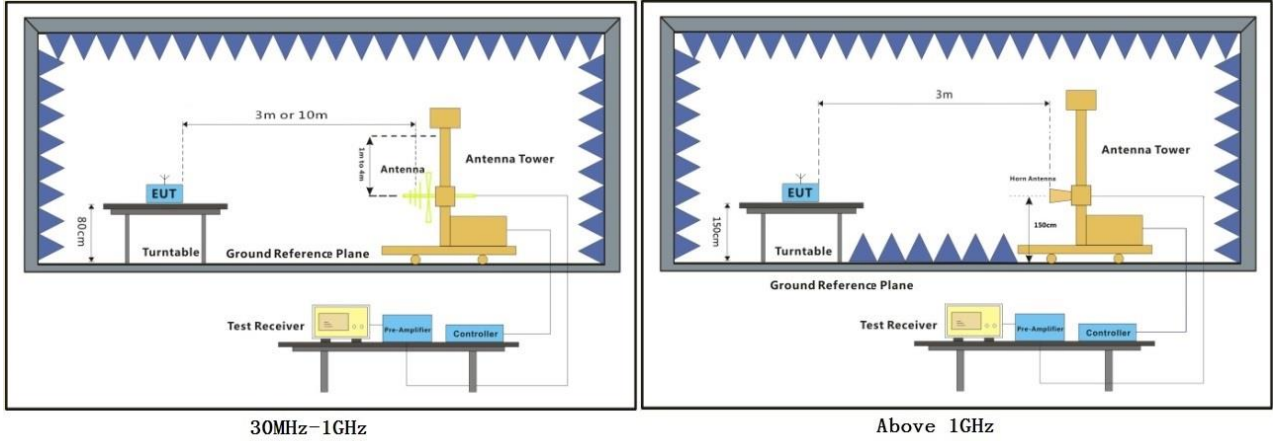 3m or 10m
1m to 4m
Antenna
Antenna Tower
EUT
80cm
Turntable
Ground Reference Plane
Test Receiver
Pre-Amplifier
Controller
30MHz-1GHz
3m
Horn Antenna
Antenna Tower
EUT
150cm
150cm
Turntable
Ground Reference Plane
Test Receiver
Pre-Amplifier
Controller
Above 1GHz